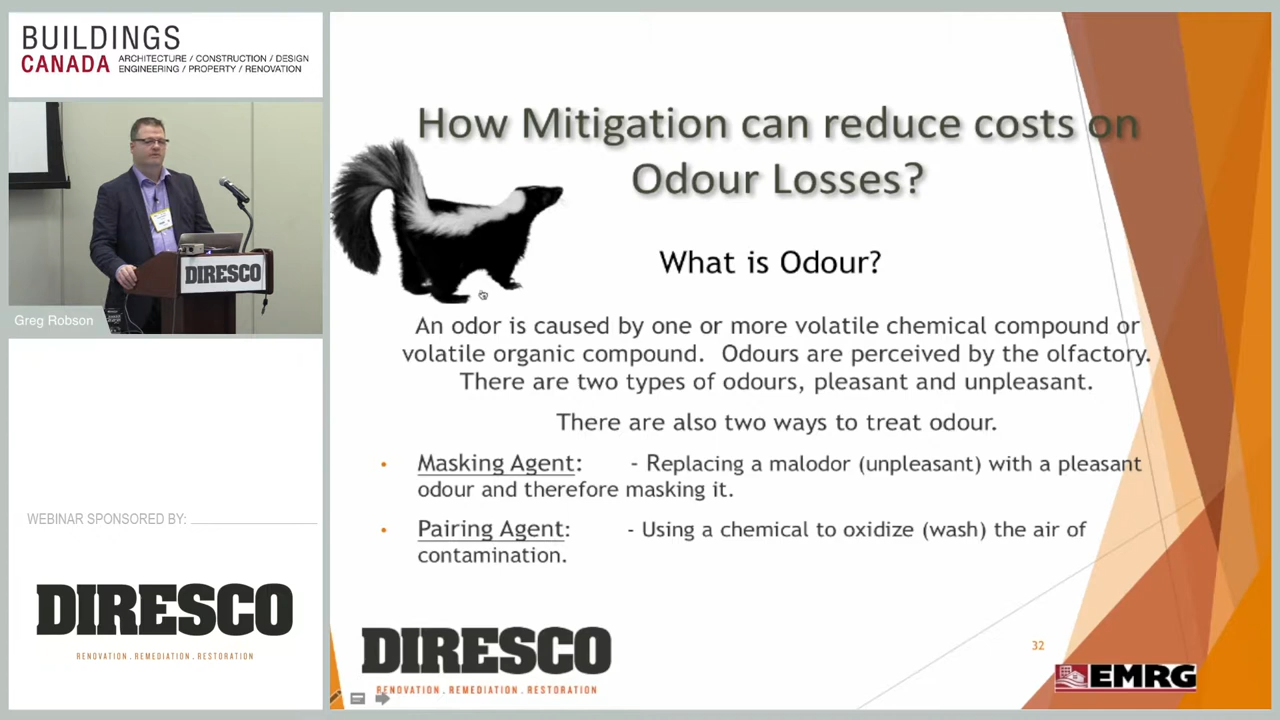 BUILDINGS
CANADA
ARCHITECTURE / CONSTRUCTION / DESIGN
ENGINEERING / PROPERTY / RENOVATION
DIRESCO
Greg Robson
WEBINAR SPONSORED BY:
DIRESCO
RENOVATION . REMEDIATION . RESTORATION
How Mitigation can reduce costs on
Odour Losses?
What is Odour?
An odor is caused by one or more volatile chemical compound or
volatile organic compound. Odours are perceived by the olfactory.
There are two types of odours, pleasant and unpleasant.
There are also two ways to treat odour.
• Masking Agent: - Replacing a malodor (unpleasant) with a pleasant
odour and therefore masking it.
• Pairing Agent: - Using a chemical to oxidize (wash) the air of
contamination.
DIRESCO
RENOVATION . REMEDIATION . RESTORATION
32
EMRG